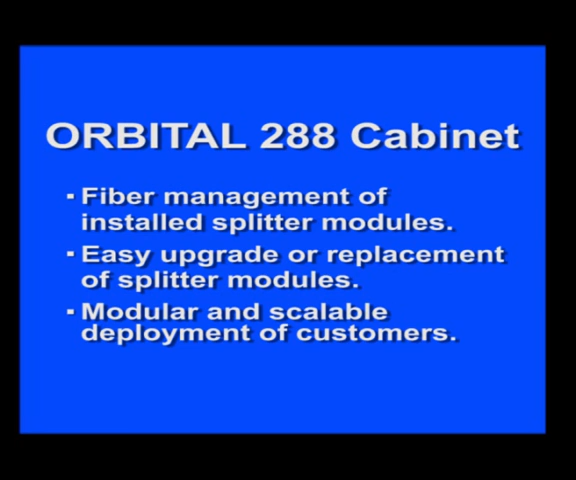 ORBITAL 288 Cabinet
▪ Fiber management of
installed splitter modules.
▪ Easy upgrade or replacement
of splitter modules.
▪ Modular and scalable
deployment of customers.